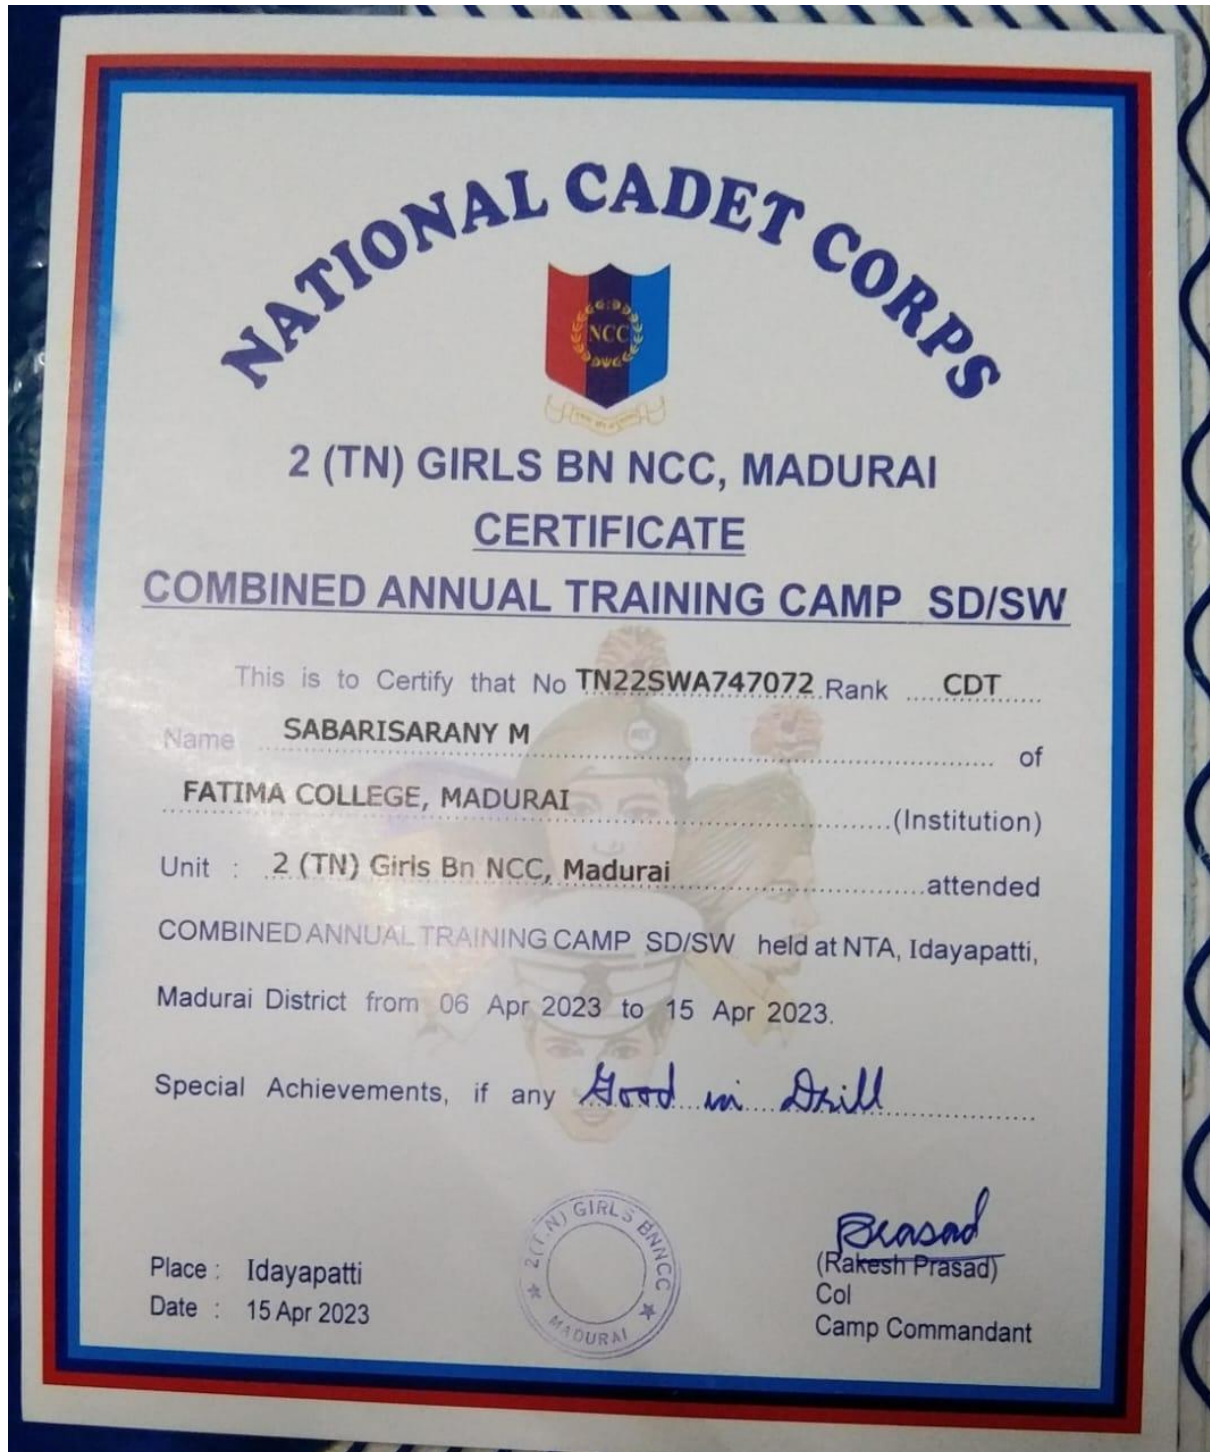 NATIONAL CADET CORPS
NCC
2 (TN) GIRLS BN NCC, MADURAI
CERTIFICATE
COMBINED ANNUAL TRAINING CAMP SD/SW
This is to Certify that No TN22SWA747072 Rank CDT
Name SABARISARANY M of
FATIMA COLLEGE, MADURAI (Institution)
Unit : 2 (TN) Girls Bn NCC, Madurai attended
COMBINED ANNUAL TRAINING CAMP SD/SW held at NTA, Idayapatti,
Madurai District from 06 Apr 2023 to 15 Apr 2023.
Special Achievements, if any Good in Drill
2(T.N) GIRLS BNNCC
MADURAI
Prasad
(Rakesh Prasad)
Col
Camp Commandant
Place : Idayapatti
Date : 15 Apr 2023